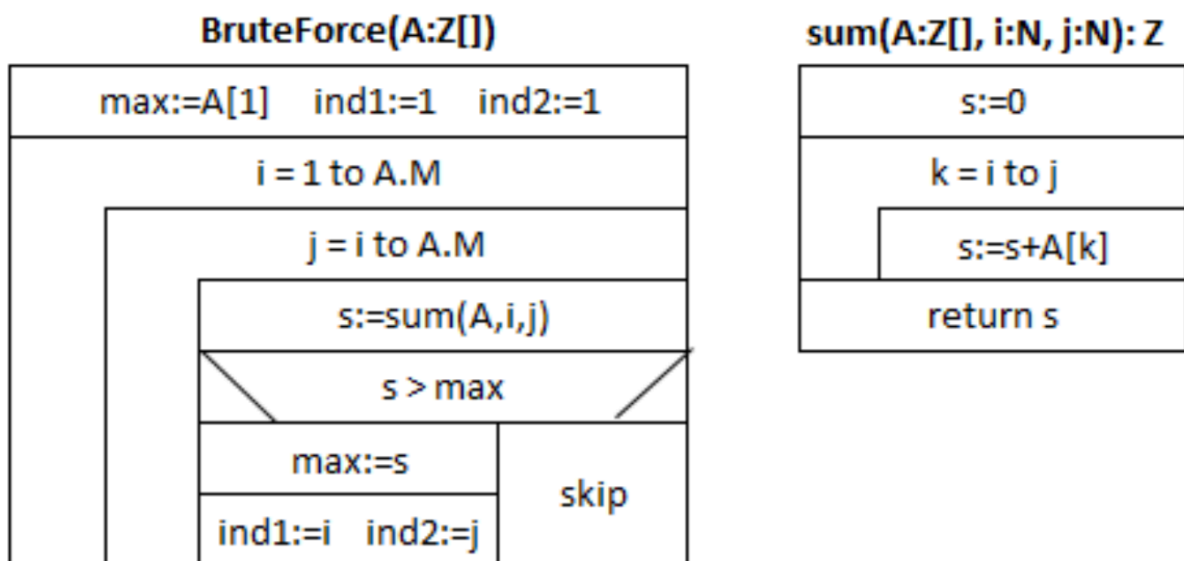 BruteForce(A:Z[])
max:=A[1] ind1:=1 ind2:=1
i = 1 to A.M
j = i to A.M
s:=sum(A,i,j)
s > max
max:=s
skip
ind1:=i ind2:=j
sum(A:Z[], i:N, j:N): Z
s:=0
k = i to j
s:=s+A[k]
return s